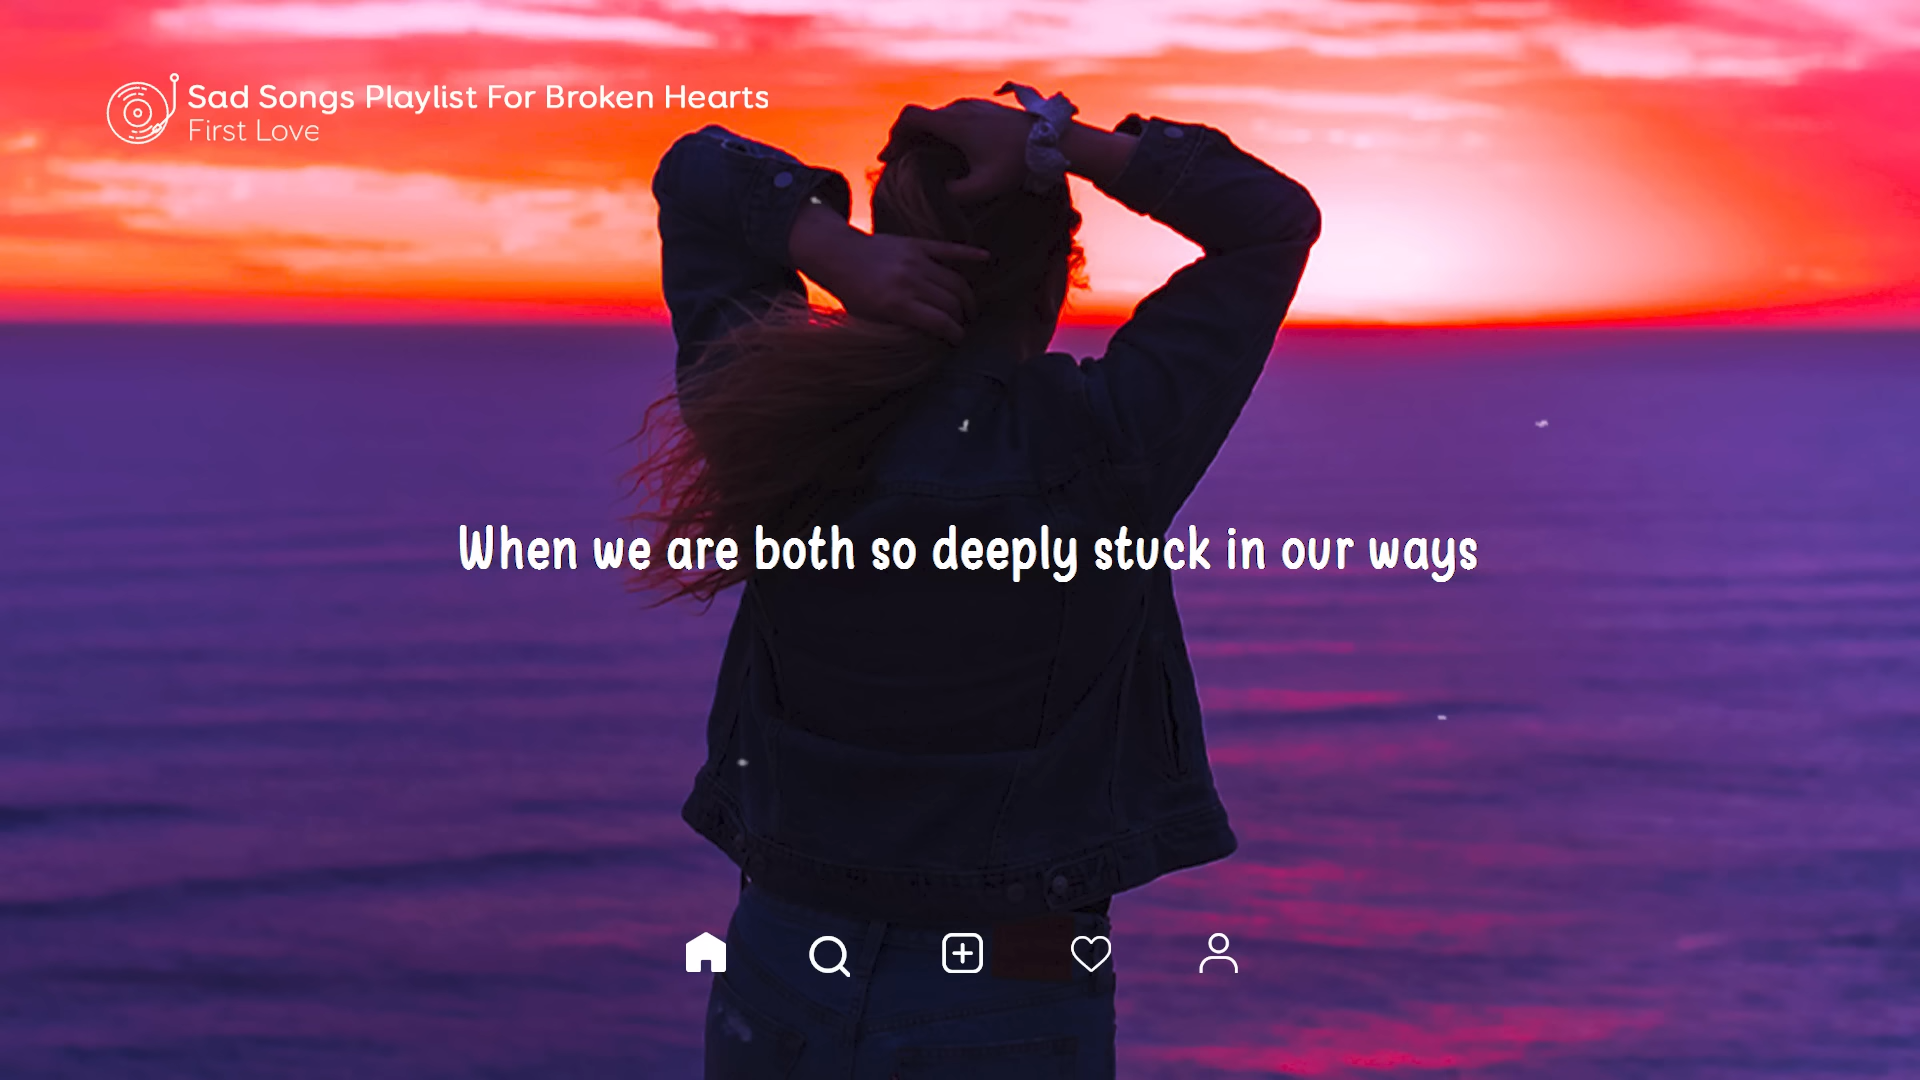 Sad Songs Playlist For Broken Hearts
First Love
When we are both so deeply stuck in our ways